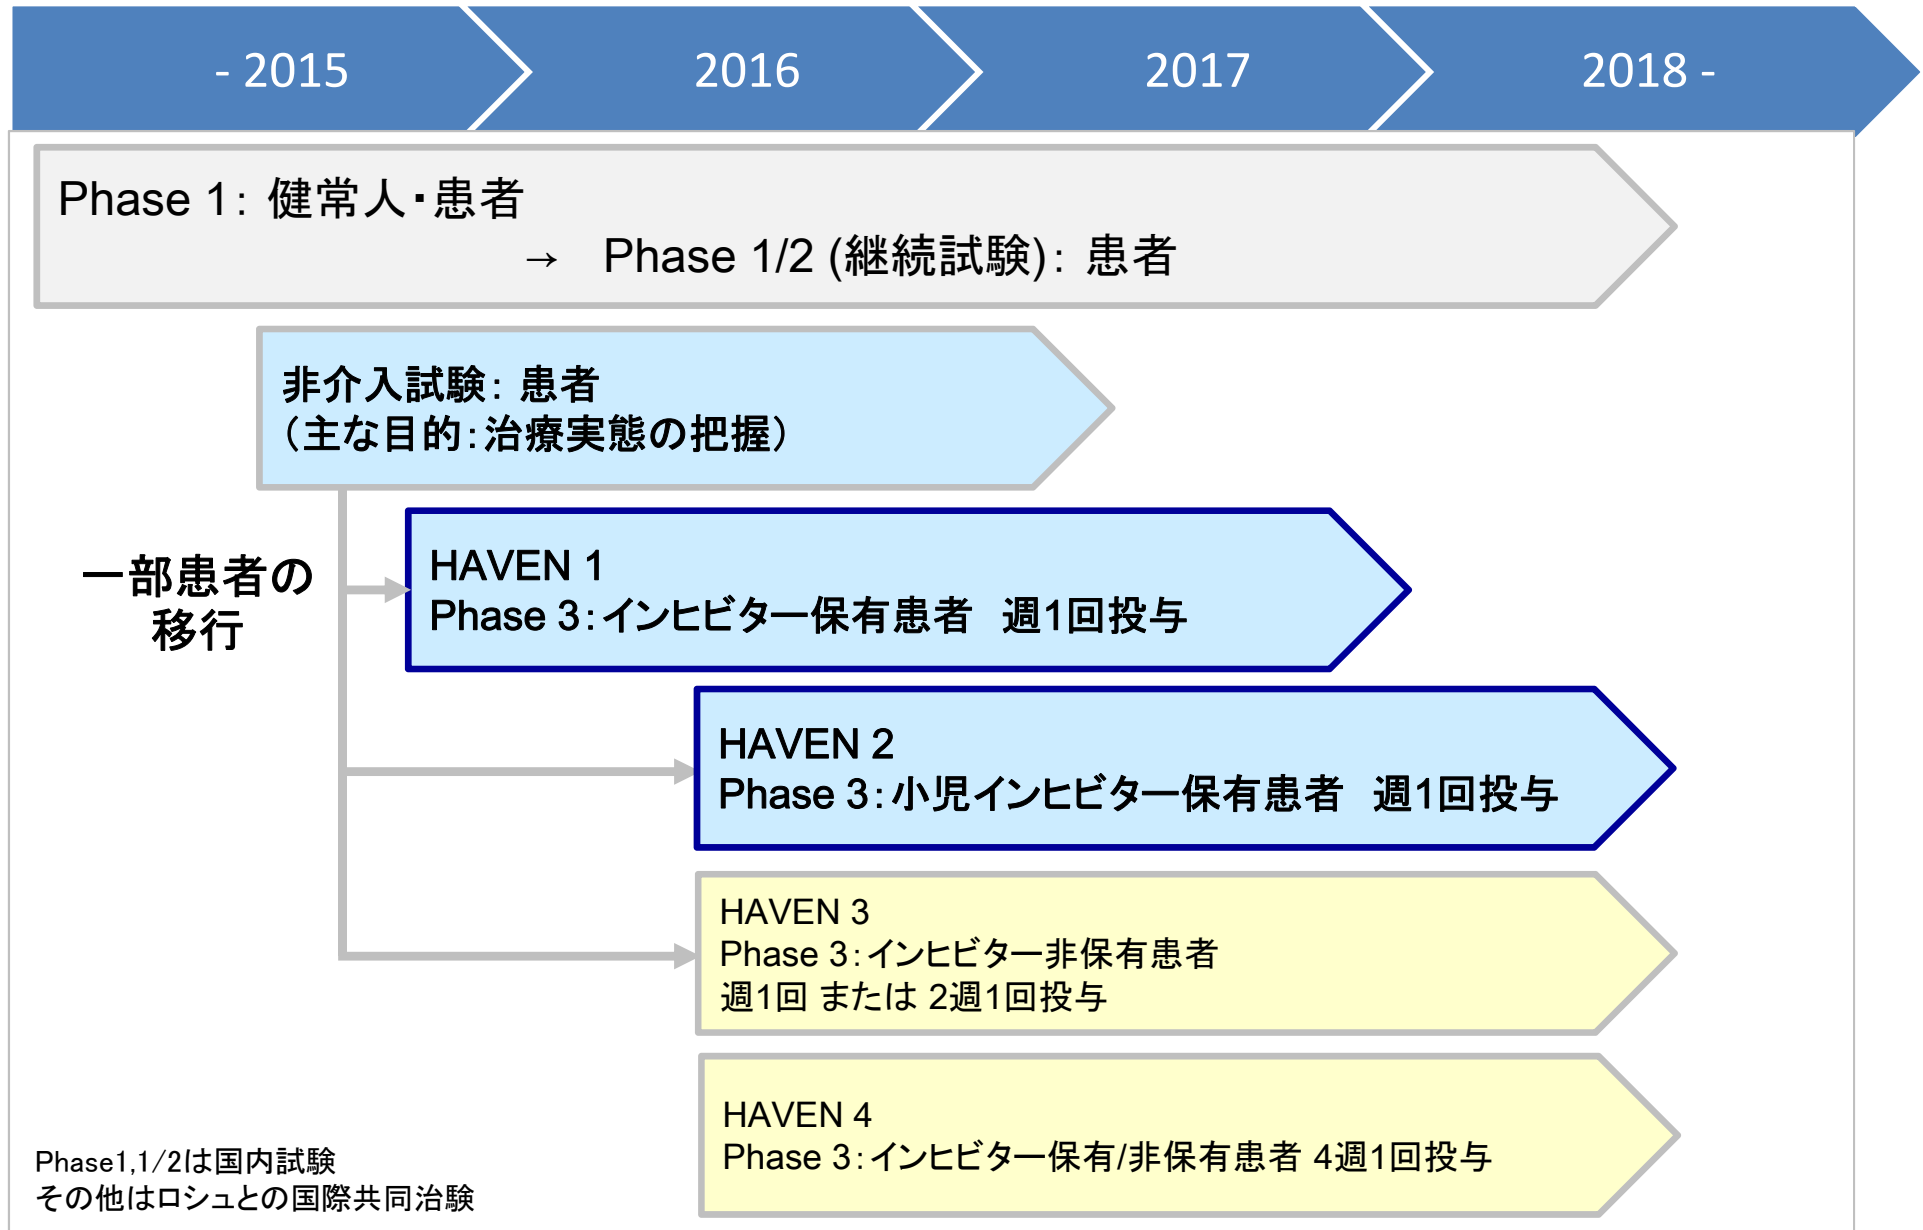 - 2015
2016
2017
2018 -
Phase 1：健常人・患者
→ Phase 1/2 (継続試験)：患者
非介入試験：患者
（主な目的：治療実態の把握）
一部患者の
移行
HAVEN 1
Phase 3：インヒビター保有患者　週1回投与
HAVEN 2
Phase 3：小児インヒビター保有患者　週1回投与
HAVEN 3
Phase 3：インヒビター非保有患者
週1回 または 2週1回投与
HAVEN 4
Phase 3：インヒビター保有/非保有患者 4週1回投与
Phase1,1/2は国内試験
その他はロシュとの国際共同治験